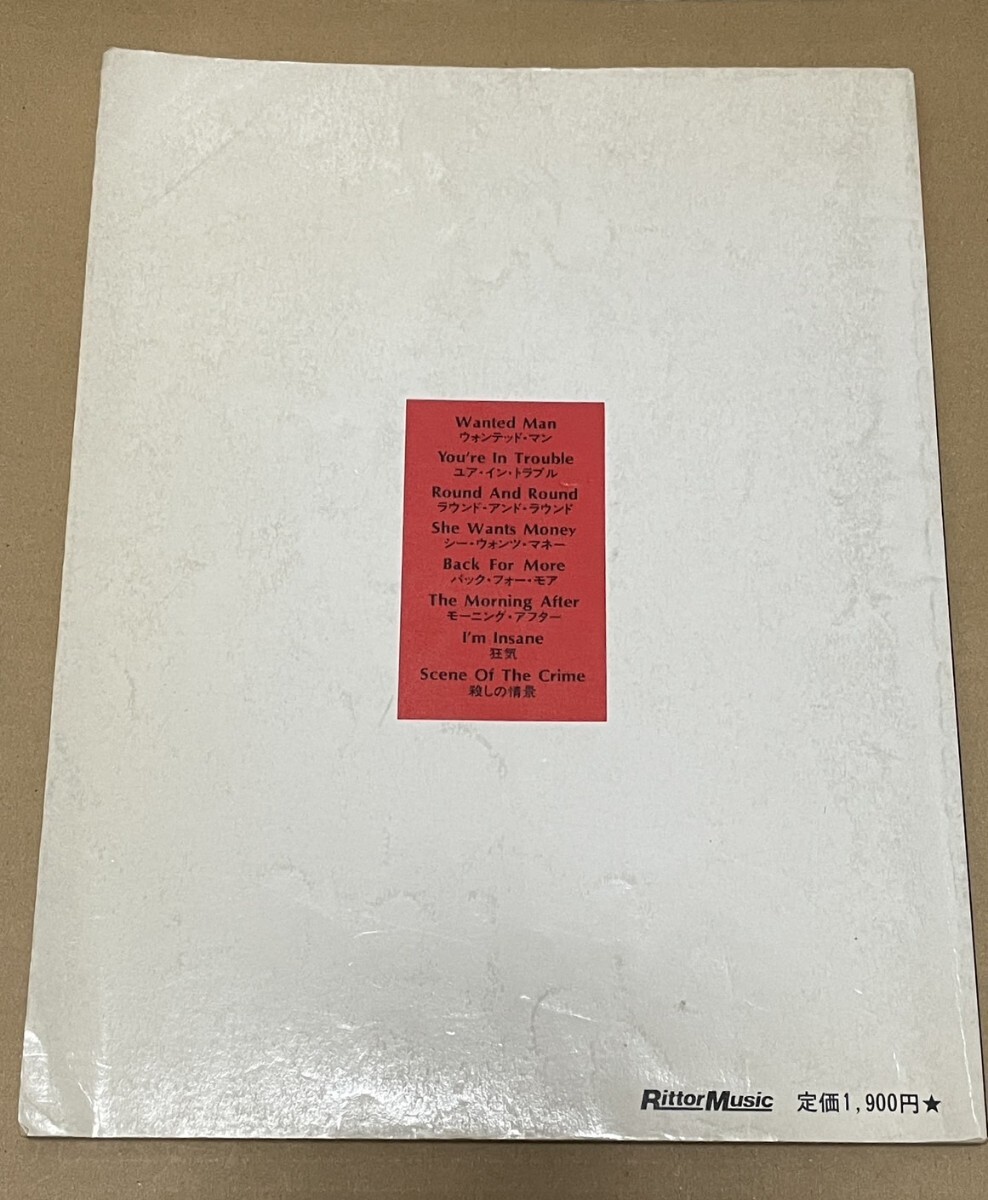 Wanted Man
ウォンテッド・マン
You're In Trouble
ユア・イン・トラブル
Round And Round
ラウンド・アンド・ラウンド
She Wants Money
シー・ウォンツ・マネー
Back For More
バック・フォー・モア
The Morning After
モーニング・アフター
I'm Insane
狂気
Scene Of The Crime
殺しの情景
RittorMusic 定価1,900円★